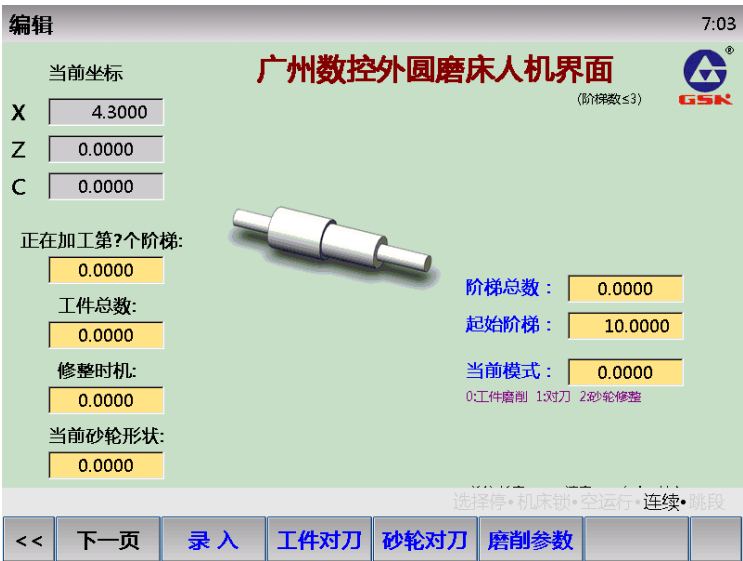 编辑
7:03
当前坐标
广州数控外圆磨床人机界面
(阶梯数≤3)
®
GSK
X 4.3000
Z 0.0000
C 0.0000
正在加工第?个阶梯:
0.0000
工件总数:
0.0000
修整时机:
0.0000
当前砂轮形状:
0.0000
阶梯总数： 0.0000
起始阶梯： 10.0000
当前模式： 0.0000
0:工件磨削 1:对刀 2:砂轮修整
选择停•机床锁•空运行•连续•跳段
<< 下一页 录 入 工件对刀 砂轮对刀 磨削参数